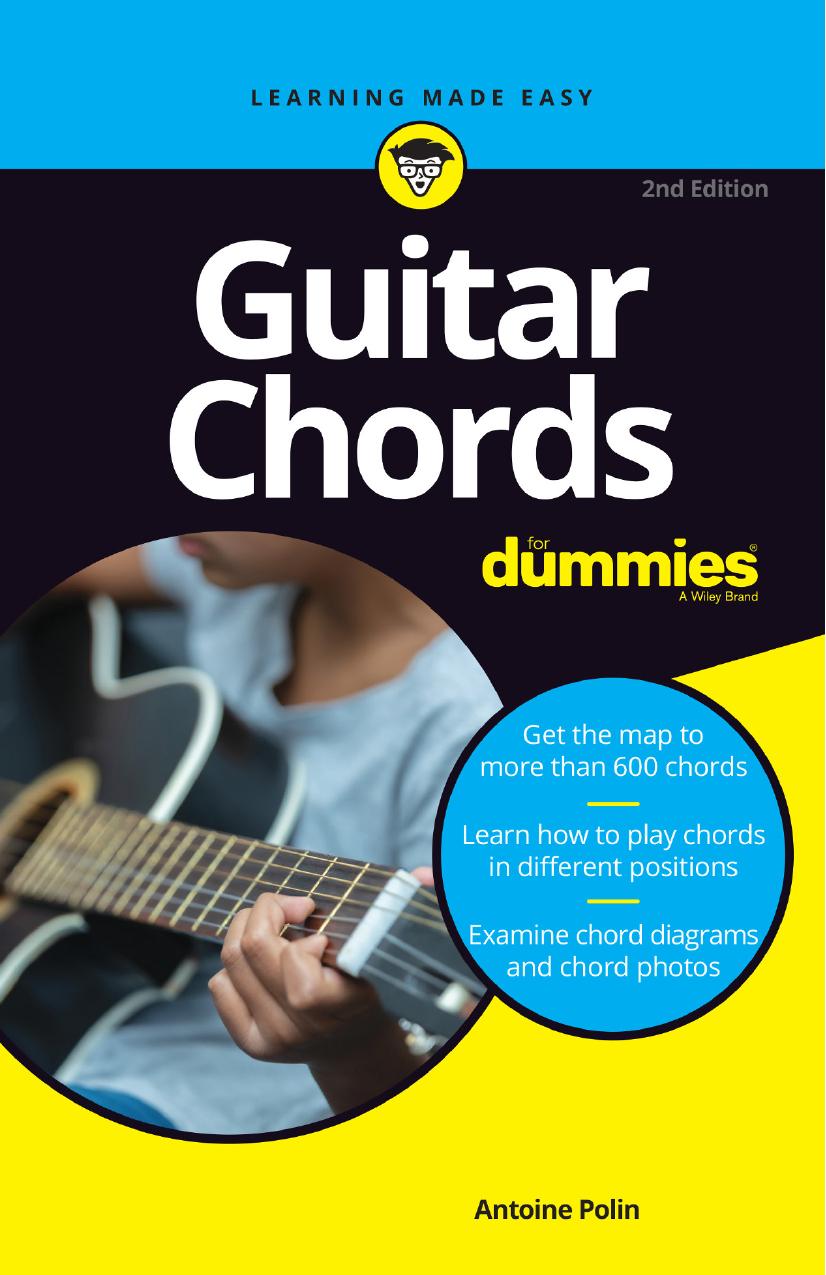 LEARNING MADE EASY
2nd Edition
Guitar
Chords
for
dummies®
A Wiley Brand
Get the map to
more than 600 chords
Learn how to play chords
in different positions
Examine chord diagrams
and chord photos
Antoine Polin